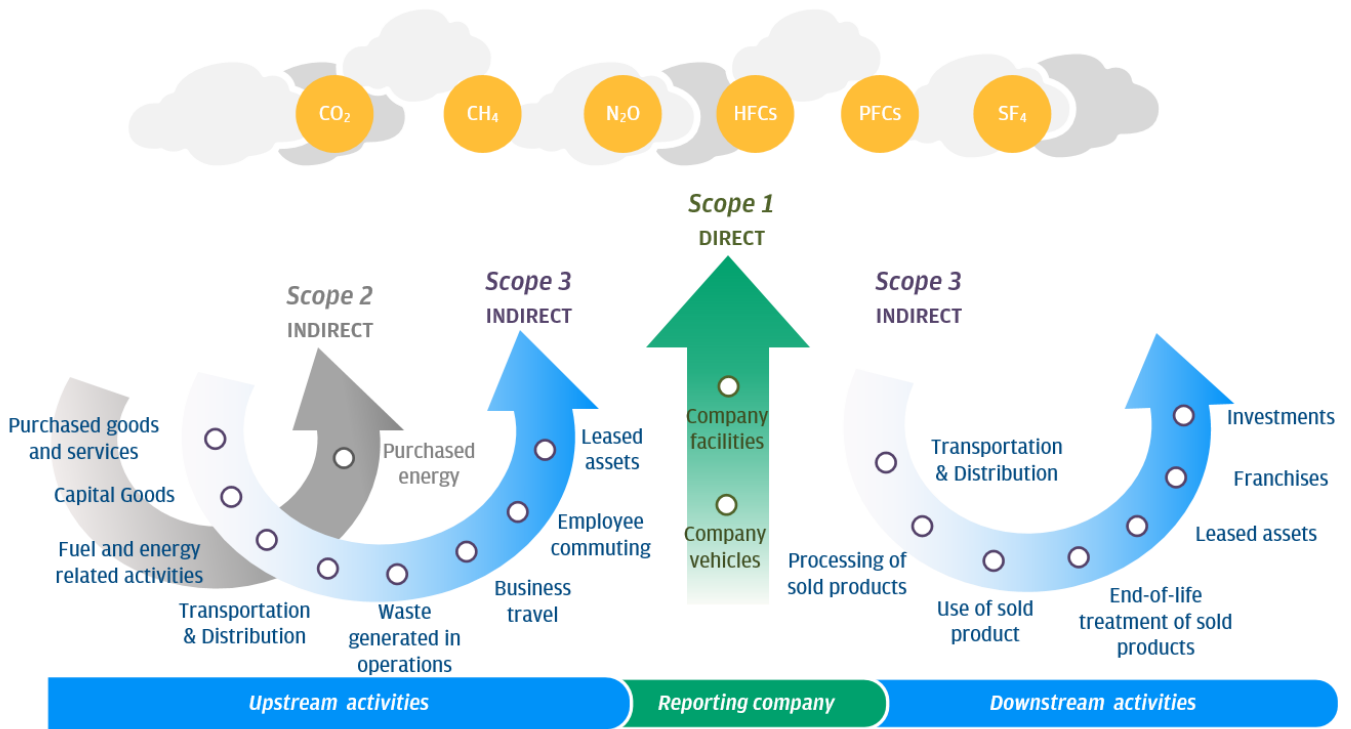 CO₂
CH₄
N₂O
HFCs
PFCs
SF₄
Scope 1
DIRECT
Scope 2
INDIRECT
Scope 3
INDIRECT
Scope 3
INDIRECT
Purchased goods
and services
Capital Goods
Fuel and energy
related activities
Transportation
& Distribution
Waste
generated in
operations
Business
travel
Employee
commuting
Leased
assets
Purchased
energy
Company
facilities
Company
vehicles
Transportation
& Distribution
Processing of
sold products
Use of sold
product
End-of-life
treatment of sold
products
Leased assets
Franchises
Investments
Upstream activities
Reporting company
Downstream activities